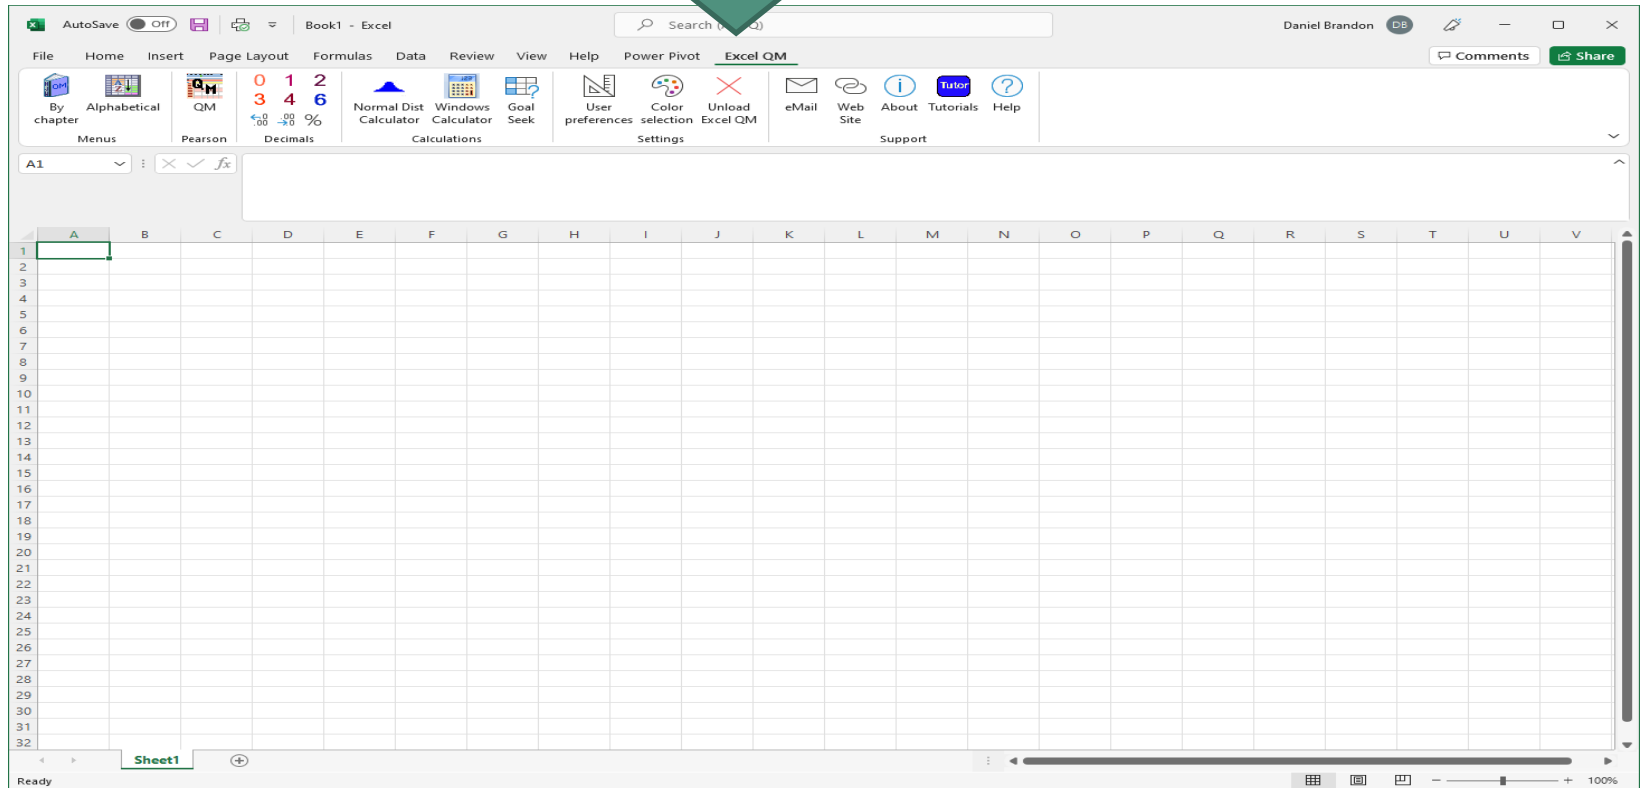 AutoSave Off Book1 - Excel Search Q) Daniel Brandon DB
File Home Insert Page Layout Formulas Data Review View Help Power Pivot Excel QM Comments Share
QM A Z QM 0 1 2 Tutor
3 4 6
By chapter Alphabetical QM Normal Dist Calculator Windows Calculator Goal Seek User preferences Color selection Unload Excel QM eMail Web Site About Tutorials Help
.00 .00 %
Menus Pearson Decimals Calculations Settings Support
A1 fx
A B C D E F G H I J K L M N O P Q R S T U V
1
2
3
4
5
6
7
8
9
10
11
12
13
14
15
16
17
18
19
20
21
22
23
24
25
26
27
28
29
30
31
32
Sheet1
Ready 100%